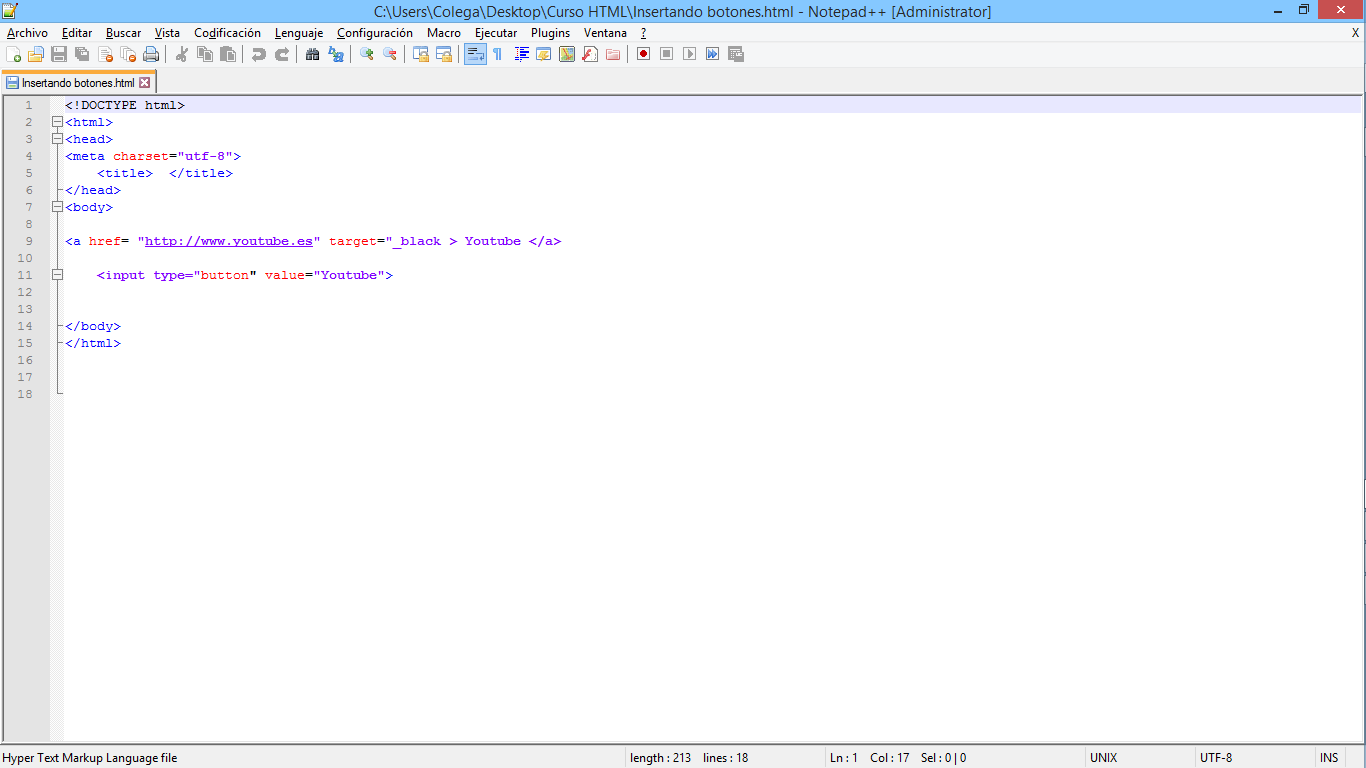 C:\Users\Colega\Desktop\Curso HTML\Insertando botones.html - Notepad++ [Administrator]
Archivo Editar Buscar Vista Codificación Lenguaje Configuración Macro Ejecutar Plugins Ventana ? X
Insertando botones.html
1 <!DOCTYPE html>
2 <html>
3 <head>
4 <meta charset="utf-8">
5 <title>  </title>
6 </head>
7 <body>
8
9 <a href= "http://www.youtube.es" target="_black > Youtube </a>
10
11 <input type="button" value="Youtube">
12
13
14 </body>
15 </html>
16
17
18
Hyper Text Markup Language file length : 213 lines : 18 Ln : 1 Col : 17 Sel : 0 | 0 UNIX UTF-8 INS